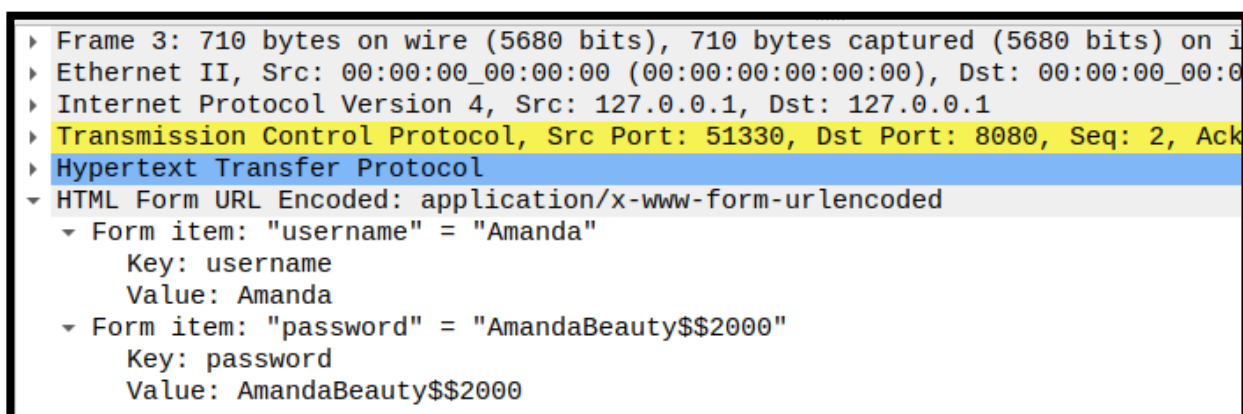 Frame 3: 710 bytes on wire (5680 bits), 710 bytes captured (5680 bits) on i
Ethernet II, Src: 00:00:00_00:00:00 (00:00:00:00:00:00), Dst: 00:00:00_00:0
Internet Protocol Version 4, Src: 127.0.0.1, Dst: 127.0.0.1
Transmission Control Protocol, Src Port: 51330, Dst Port: 8080, Seq: 2, Ack
Hypertext Transfer Protocol
HTML Form URL Encoded: application/x-www-form-urlencoded
Form item: "username" = "Amanda"
Key: username
Value: Amanda
Form item: "password" = "AmandaBeauty$$2000"
Key: password
Value: AmandaBeauty$$2000